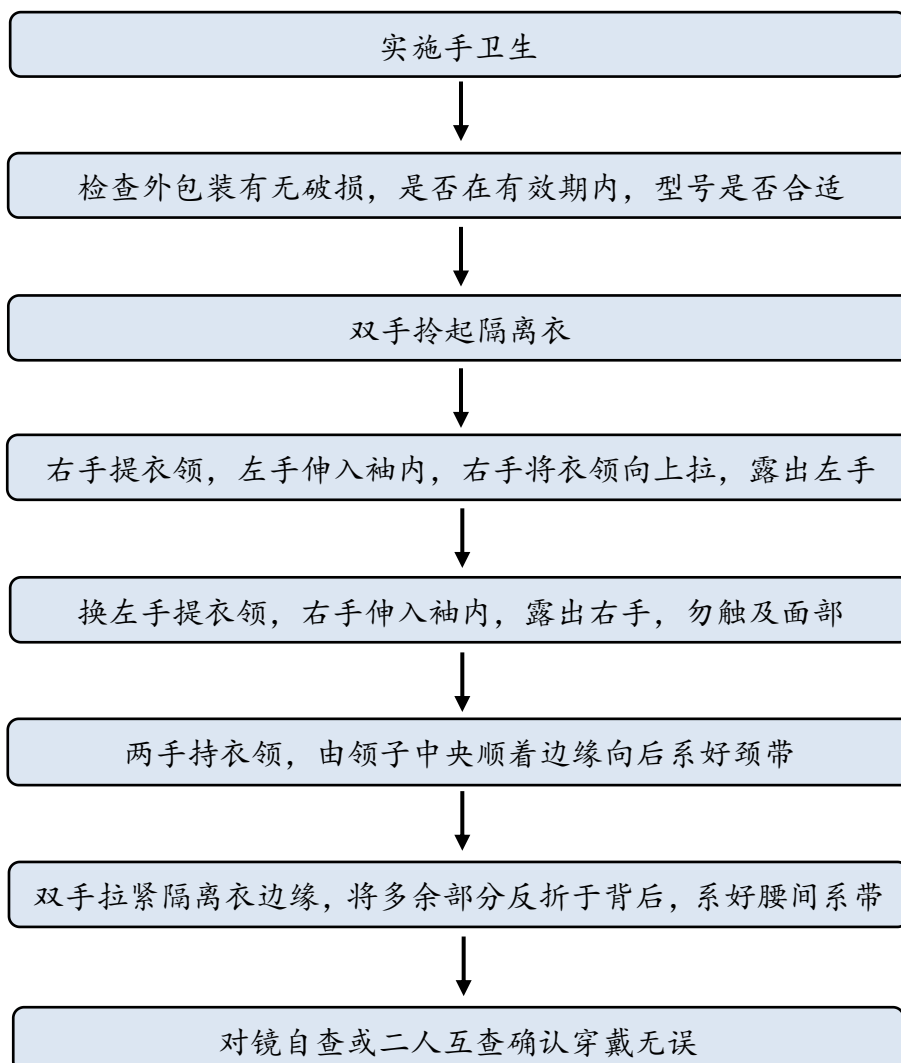 实施手卫生
检查外包装有无破损，是否在有效期内，型号是否合适
双手拎起隔离衣
右手提衣领，左手伸入袖内，右手将衣领向上拉，露出左手
换左手提衣领，右手伸入袖内，露出右手，勿触及面部
两手持衣领，由领子中央顺着边缘向后系好颈带
双手拉紧隔离衣边缘，将多余部分反折于背后，系好腰间系带
对镜自查或二人互查确认穿戴无误